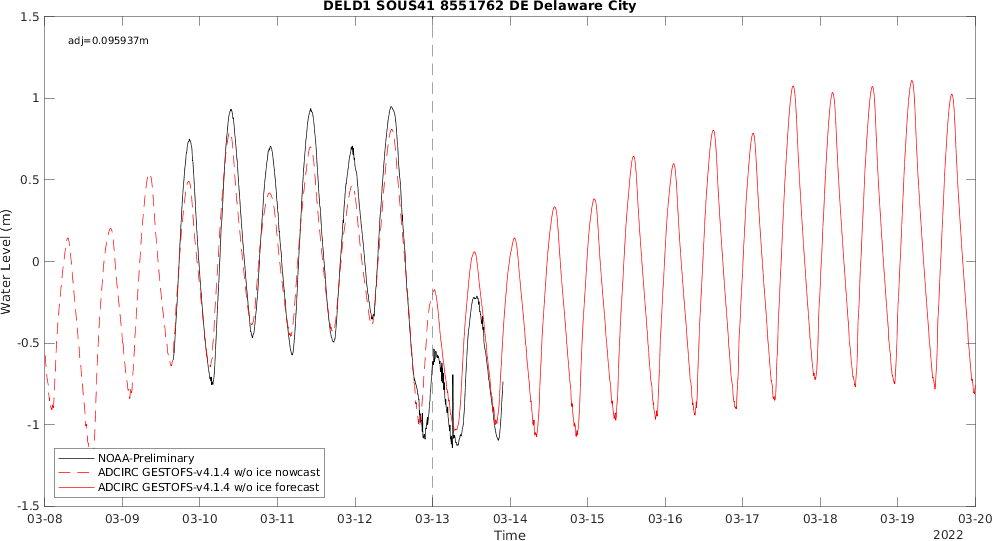 DELD1 SOUS41 8551762 DE Delaware City
adj=0.095937m
1.5
1
0.5
0
-0.5
-1
-1.5
Water Level (m)
NOAA-Preliminary
ADCIRC GESTOFS-v4.1.4 w/o ice nowcast
ADCIRC GESTOFS-v4.1.4 w/o ice forecast
03-08 03-09 03-10 03-11 03-12 03-13 03-14 03-15 03-16 03-17 03-18 03-19 03-20
Time
2022